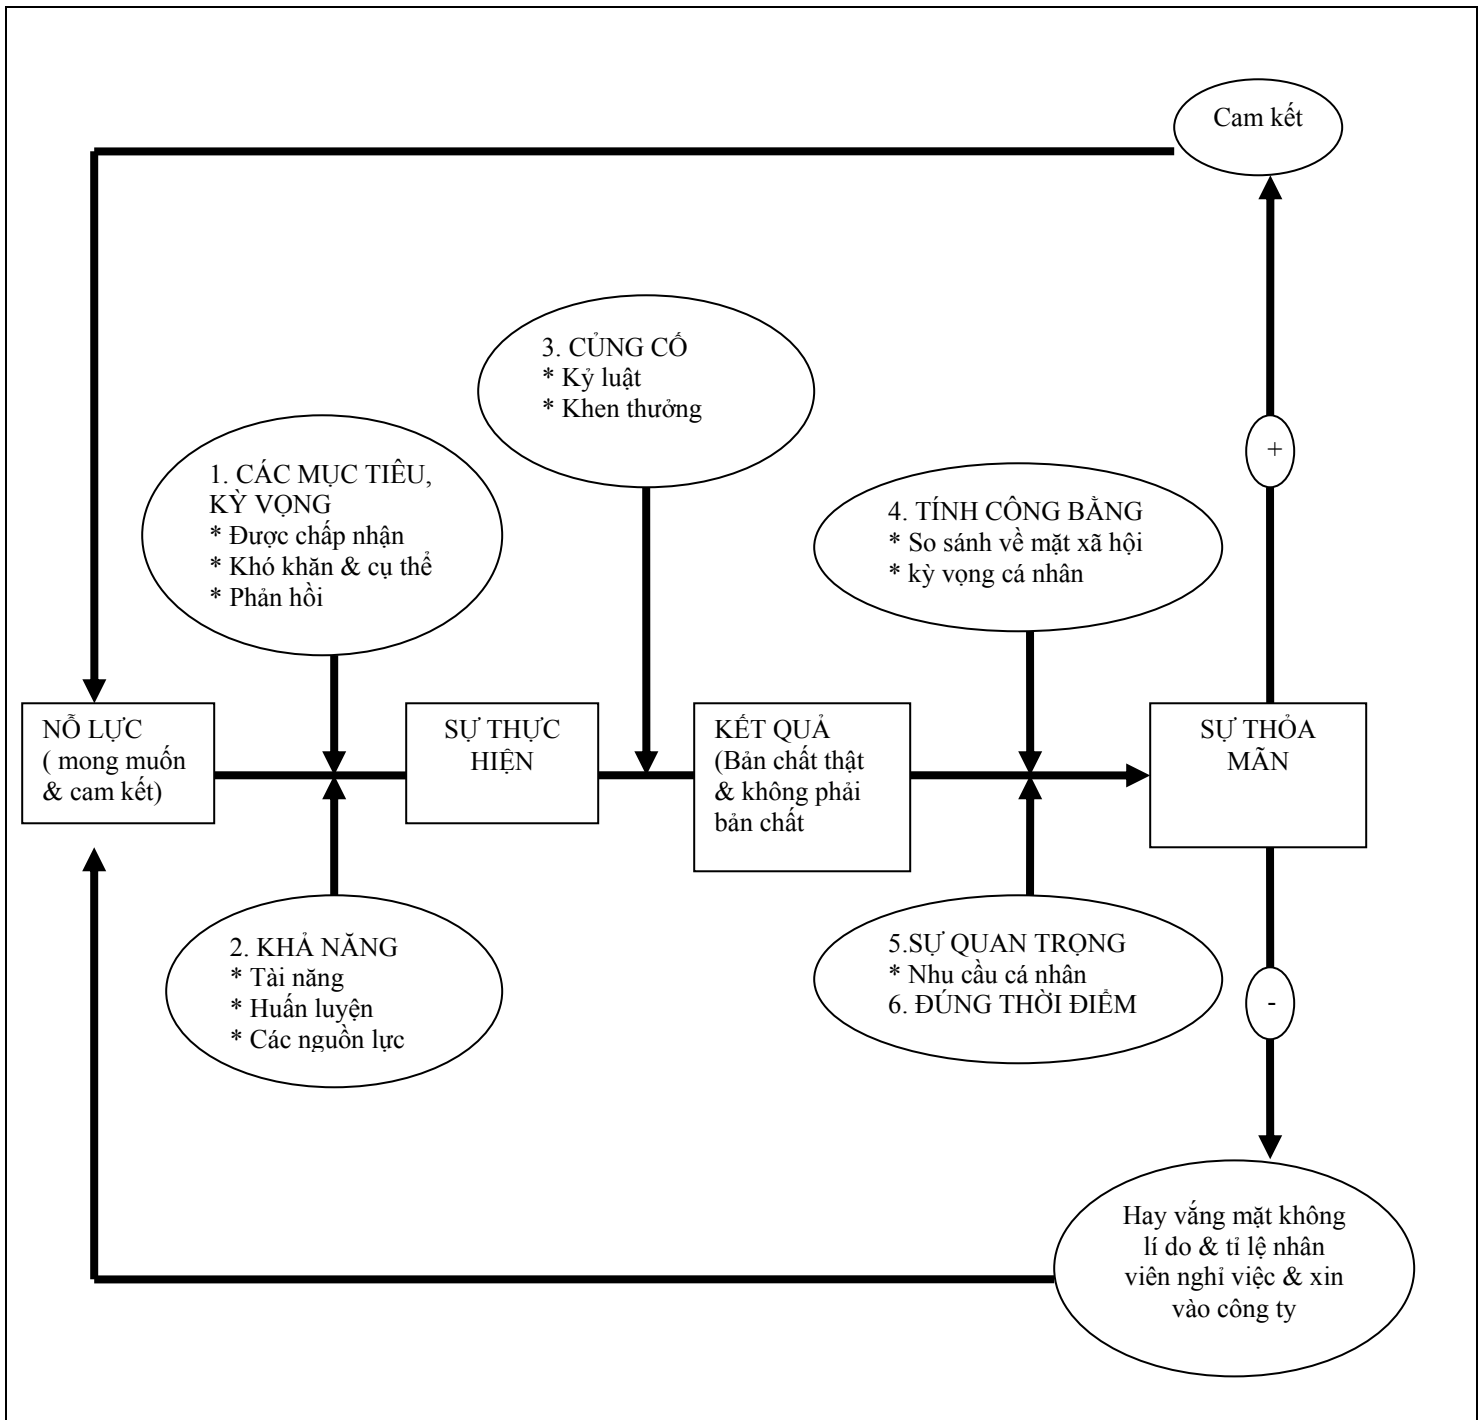 Cam kết
3. CỦNG CỐ
* Kỷ luật
* Khen thưởng
1. CÁC MỤC TIÊU,
KỲ VỌNG
* Được chấp nhận
* Khó khăn & cụ thể
* Phản hồi
+
4. TÍNH CÔNG BẰNG
* So sánh về mặt xã hội
* kỳ vọng cá nhân
NỖ LỰC
( mong muốn
& cam kết)
SỰ THỰC
HIỆN
KẾT QUẢ
(Bản chất thật
& không phải
bản chất
SỰ THỎA
MÃN
2. KHẢ NĂNG
* Tài năng
* Huấn luyện
* Các nguồn lực
5.SỰ QUAN TRỌNG
* Nhu cầu cá nhân
6. ĐÚNG THỜI ĐIỂM
-
Hay vắng mặt không
lí do & tỉ lệ nhân
viên nghỉ việc & xin
vào công ty